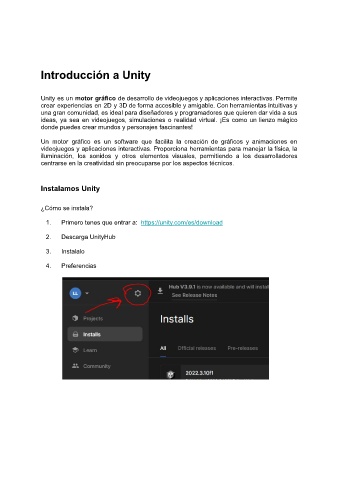 Introducción a Unity
Unity es un motor gráfico de desarrollo de videojuegos y aplicaciones interactivas. Permite
crear experiencias en 2D y 3D de forma accesible y amigable. Con herramientas intuitivas y
una gran comunidad, es ideal para diseñadores y programadores que quieren dar vida a sus
ideas, ya sea en videojuegos, simulaciones o realidad virtual. ¡Es como un lienzo mágico
donde puedes crear mundos y personajes fascinantes!
Un motor gráfico es un software que facilita la creación de gráficos y animaciones en
videojuegos y aplicaciones interactivas. Proporciona herramientas para manejar la física, la
iluminación, los sonidos y otros elementos visuales, permitiendo a los desarrolladores
centrarse en la creatividad sin preocuparse por los aspectos técnicos.
Instalamos Unity
¿Cómo se instala?
1. Primero tenes que entrar a: https://unity.com/es/download
2. Descarga UnityHub
3. Instalalo
4. Preferencias
LL
Hub V3.9.1 is now available and will install
See Release Notes
Projects
Installs
Installs
Learn
All Official releases Pre-releases
Community
2022.3.10f1